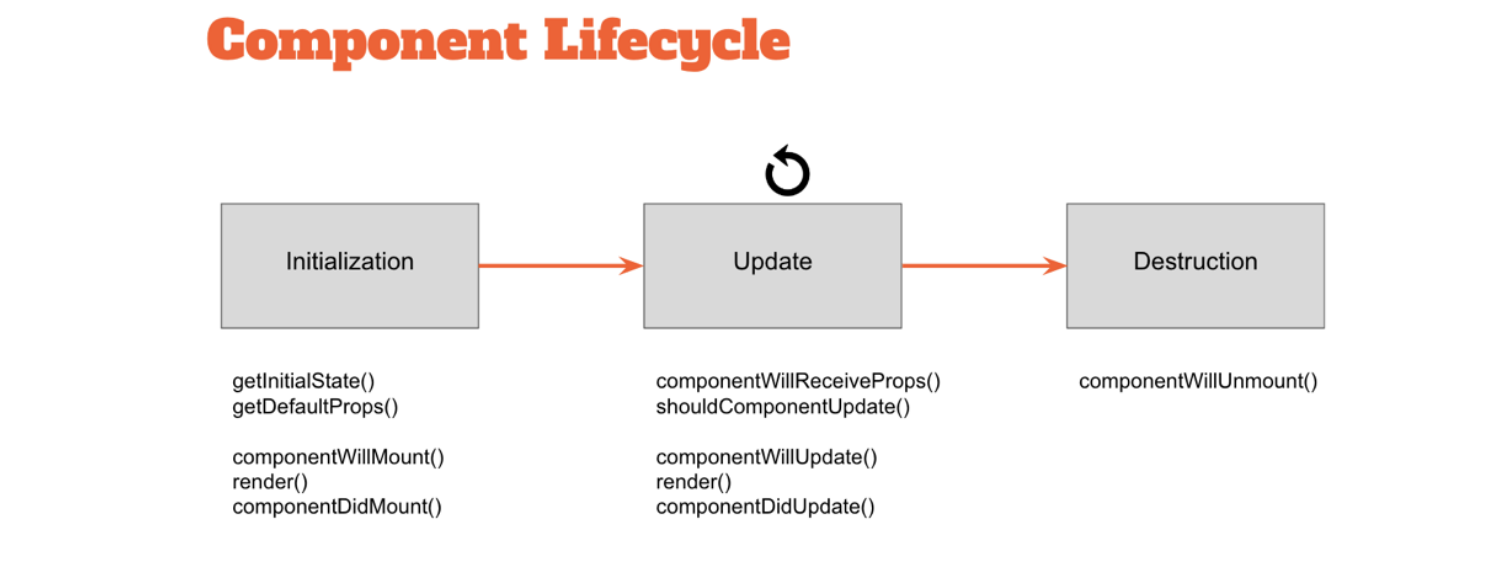 Component Lifecycle
Initialization
Update
Destruction
getInitialState()
getDefaultProps()
componentWillMount()
render()
componentDidMount()
componentWillReceiveProps()
shouldComponentUpdate()
componentWillUpdate()
render()
componentDidUpdate()
componentWillUnmount()